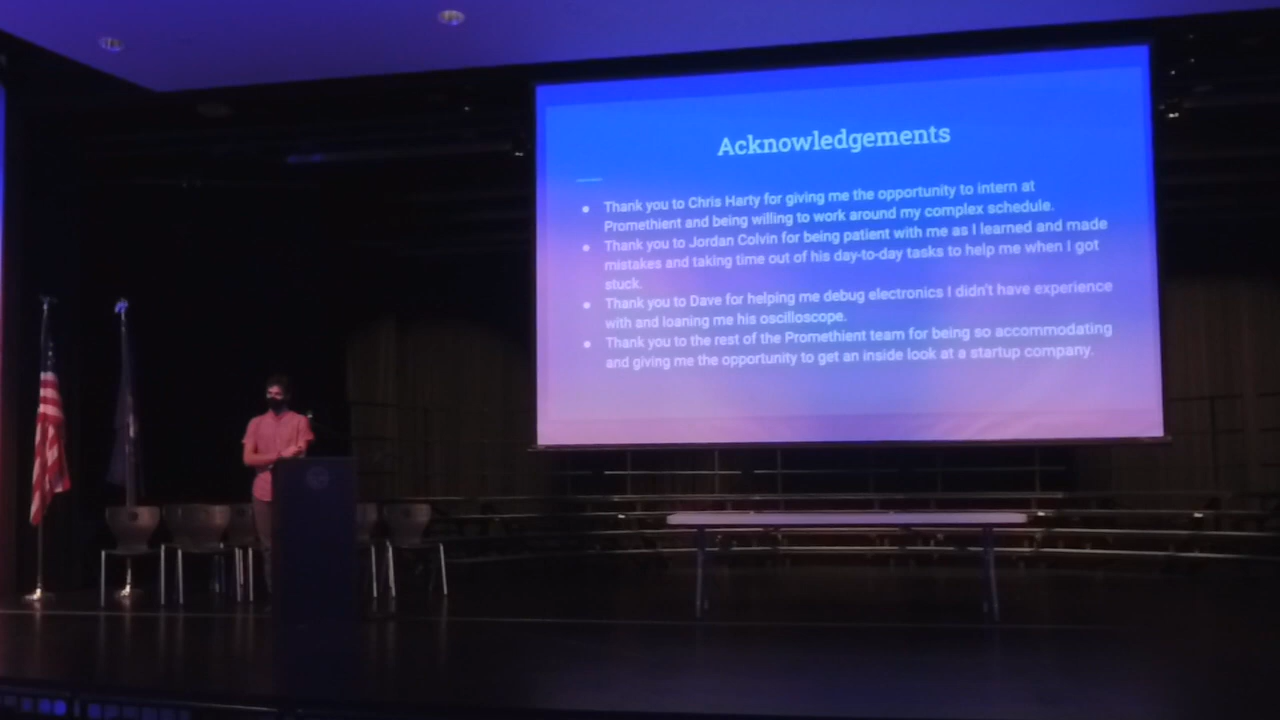 Acknowledgements
● Thank you to Chris Harty for giving me the opportunity to intern at
Promethient and being willing to work around my complex schedule.
● Thank you to Jordan Colvin for being patient with me as I learned and made
mistakes and taking time out of his day-to-day tasks to help me when I got
stuck.
● Thank you to Dave for helping me debug electronics I didn't have experience
with and loaning me his oscilloscope.
● Thank you to the rest of the Promethient team for being so accommodating
and giving me the opportunity to get an inside look at a startup company.